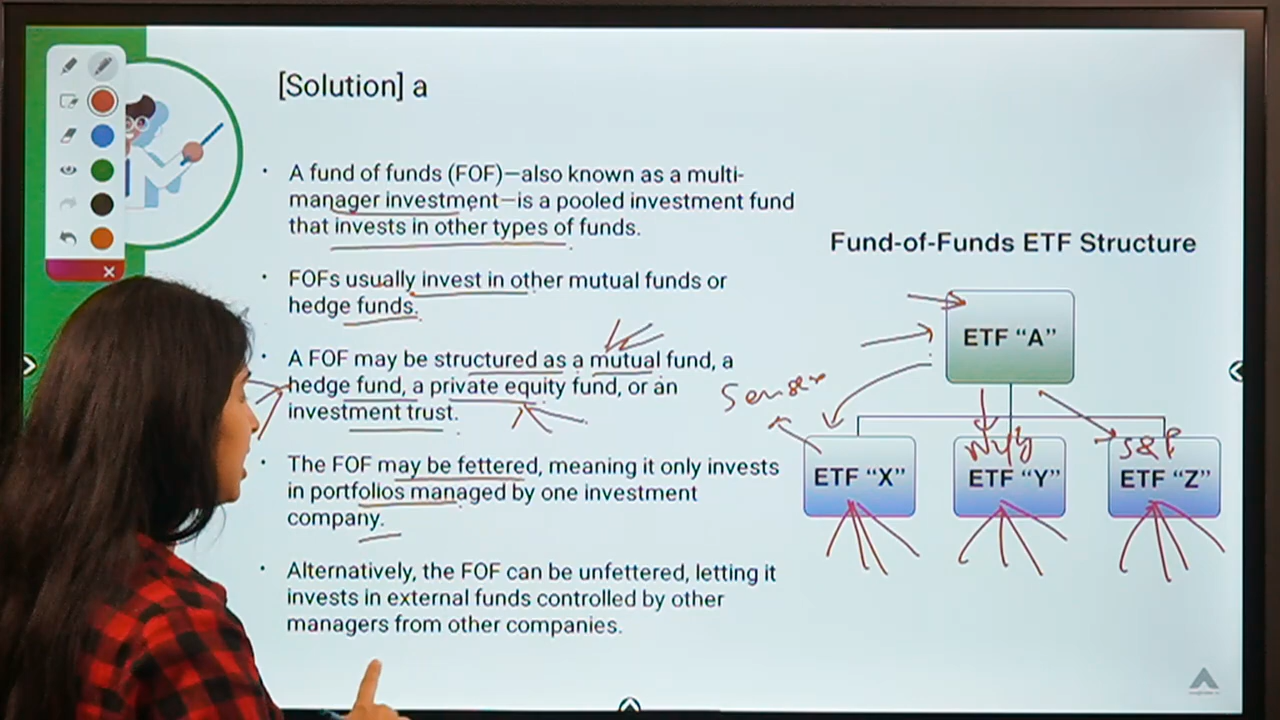 [Solution] a
A fund of funds (FOF)—also known as a multi-
manager investment—is a pooled investment fund
that invests in other types of funds.
FOFs usually invest in other mutual funds or
hedge funds.
A FOF may be structured as a mutual fund, a
hedge fund, a private equity fund, or an
investment trust.
The FOF may be fettered, meaning it only invests
in portfolios managed by one investment
company.
Alternatively, the FOF can be unfettered, letting it
invests in external funds controlled by other
managers from other companies.
Fund-of-Funds ETF Structure
ETF “A”
Sensex
Nifty
S&P
ETF “X”
ETF “Y”
ETF “Z”